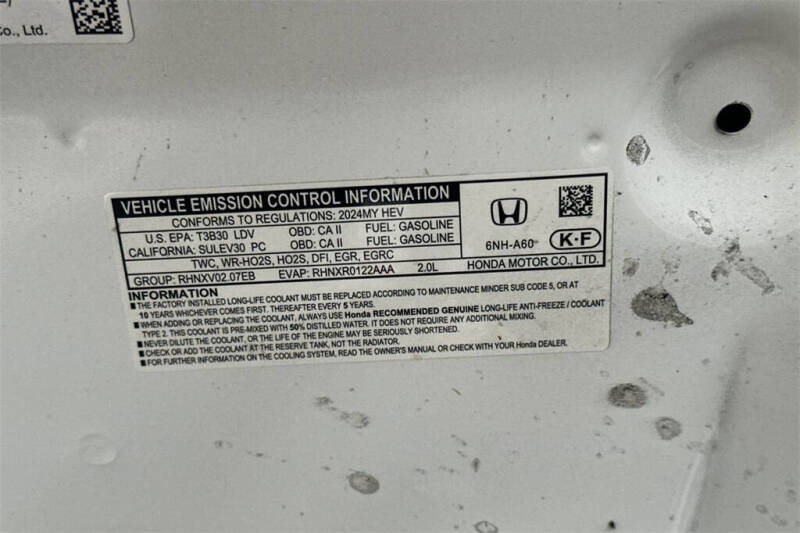 Co., Ltd.
VEHICLE EMISSION CONTROL INFORMATION
CONFORMS TO REGULATIONS: 2024MY HEV
U.S. EPA: T3B30 LDV OBD: CA II FUEL: GASOLINE
CALIFORNIA: SULEV30 PC OBD: CA II FUEL: GASOLINE
TWC, WR-HO2S, HO2S, DFI, EGR, EGRC
GROUP: RHNXV02.07EB EVAP: RHNXR0122AAA 2.0L
6NH-A60
K-F
HONDA MOTOR CO., LTD.
INFORMATION
■ THE FACTORY INSTALLED LONG-LIFE COOLANT MUST BE REPLACED ACCORDING TO MAINTENANCE MINDER SUB CODE 5, OR AT
10 YEARS WHICHEVER COMES FIRST. THEREAFTER EVERY 5 YEARS.
■ WHEN ADDING OR REPLACING THE COOLANT, ALWAYS USE Honda RECOMMENDED GENUINE LONG-LIFE ANTI-FREEZE / COOLANT
TYPE 2. THIS COOLANT IS PRE-MIXED WITH 50% DISTILLED WATER. IT DOES NOT REQUIRE ANY ADDITIONAL MIXING.
■ NEVER DILUTE THE COOLANT, OR THE LIFE OF THE ENGINE MAY BE SERIOUSLY SHORTENED.
■ CHECK OR ADD THE COOLANT AT THE RESERVE TANK, NOT THE RADIATOR.
■ FOR FURTHER INFORMATION ON THE COOLING SYSTEM, READ THE OWNER'S MANUAL OR CHECK WITH YOUR Honda DEALER.